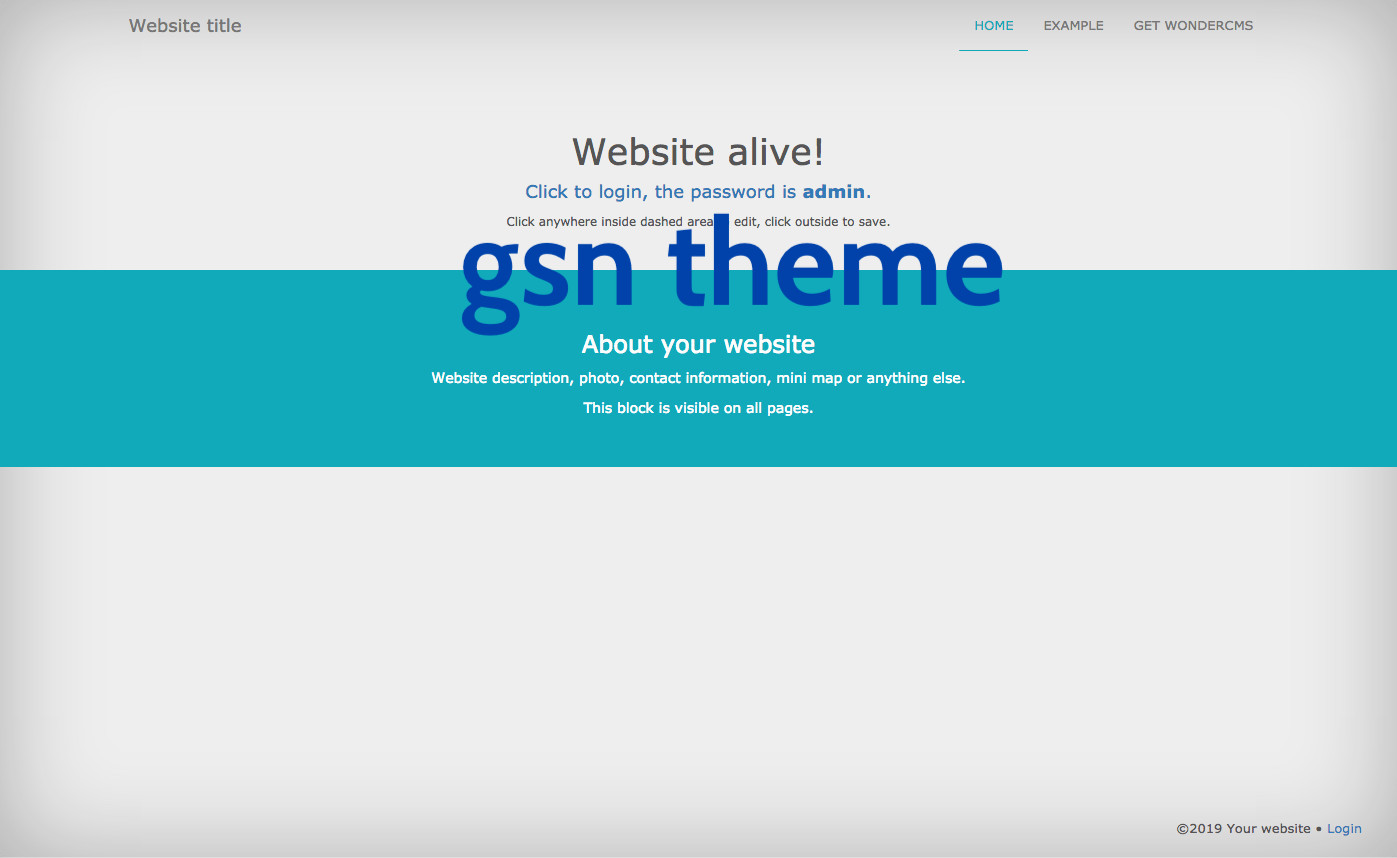 Website title
HOME EXAMPLE GET WONDERCMS
Website alive!
Click to login, the password is admin.
Click anywhere inside dashed area edit, click outside to save.
gsn theme
About your website
Website description, photo, contact information, mini map or anything else.
This block is visible on all pages.
©2019 Your website • Login